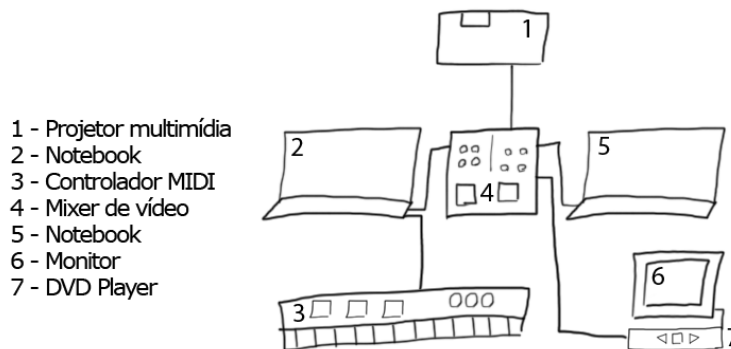 1 - Projetor multimídia
2 - Notebook
3 - Controlador MIDI
4 - Mixer de vídeo
5 - Notebook
6 - Monitor
7 - DVD Player
1
2
4
5
3
6
7